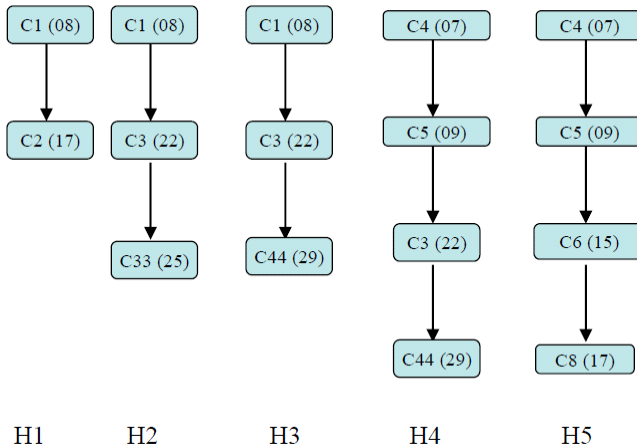 C1 (08) C1 (08) C1 (08) C4 (07) C4 (07)
C2 (17) C3 (22) C3 (22) C5 (09) C5 (09)
C33 (25) C44 (29) C3 (22) C6 (15)
C44 (29) C8 (17)
H1 H2 H3 H4 H5